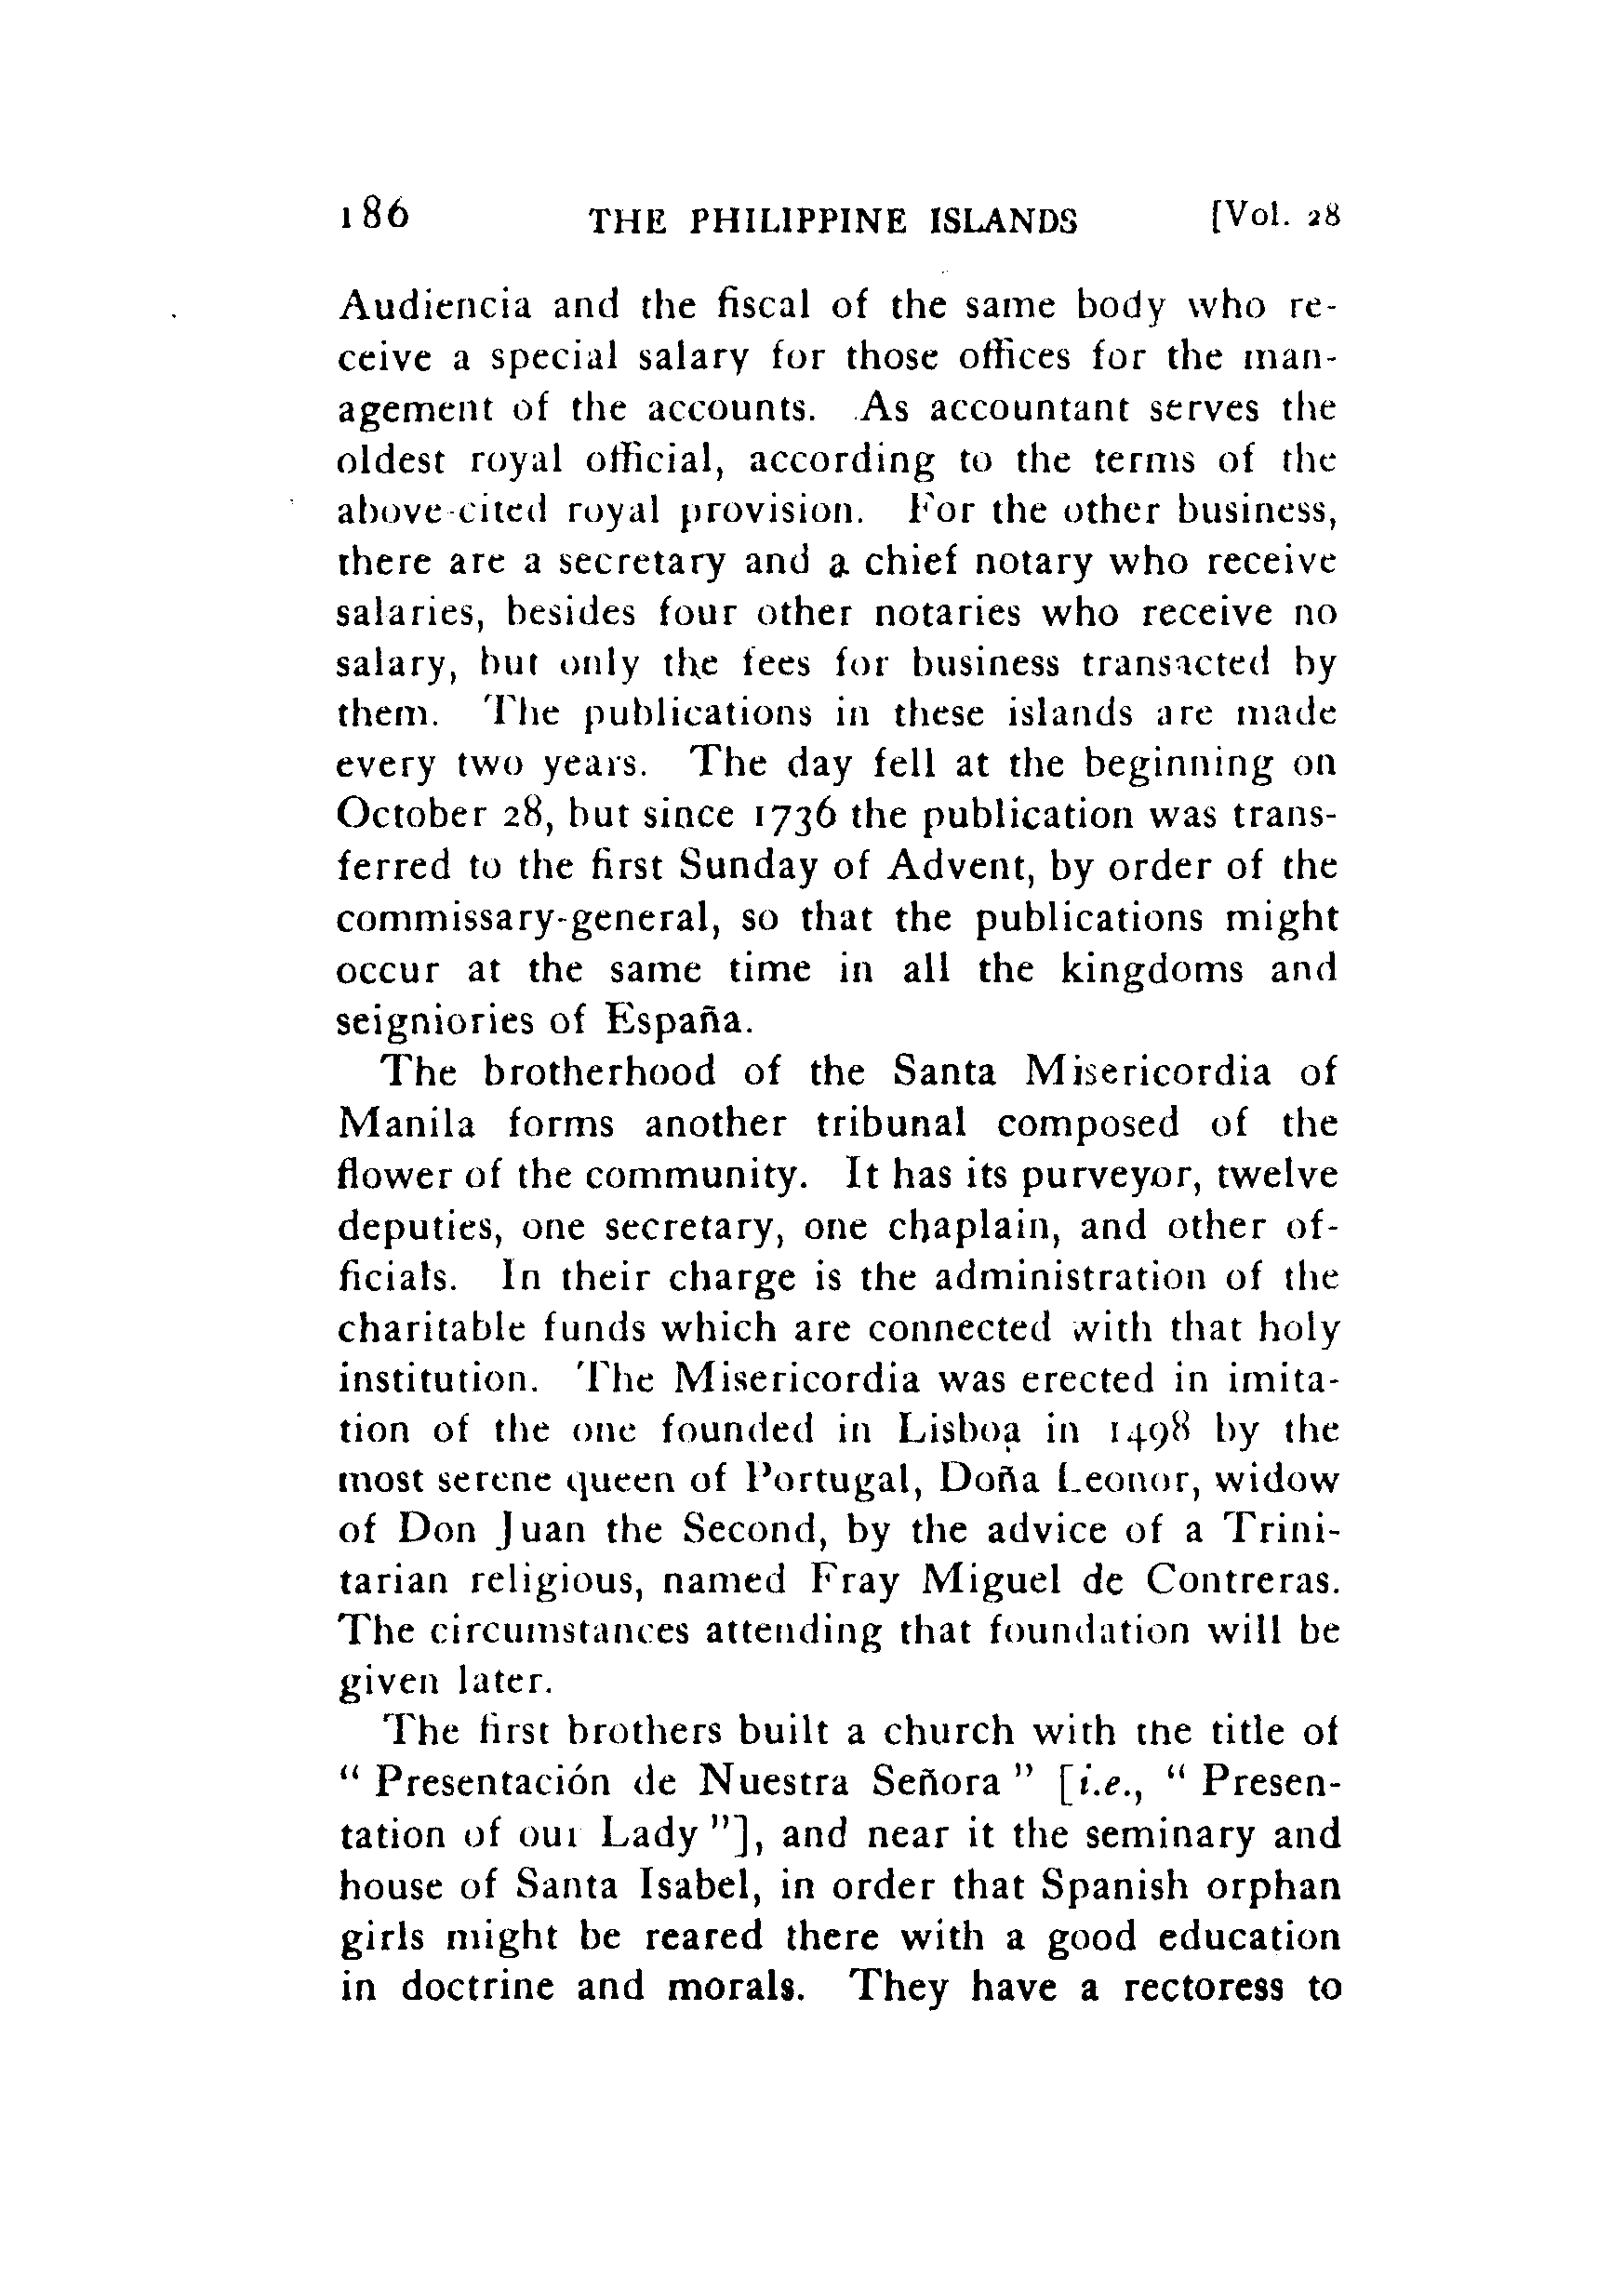 186 THE PHILIPPINE ISLANDS [Vol. 28
Audiencia and the fiscal of the same body who re-
ceive a special salary for those offices for the man-
agement of the accounts. As accountant serves the
oldest royal official, according to the terms of the
above-cited royal provision. For the other business,
there are a secretary and a chief notary who receive
salaries, besides four other notaries who receive no
salary, but only the fees for business transacted by
them. The publications in these islands are made
every two years. The day fell at the beginning on
October 28, but since 1736 the publication was trans-
ferred to the first Sunday of Advent, by order of the
commissary-general, so that the publications might
occur at the same time in all the kingdoms and
seigniories of España.
The brotherhood of the Santa Misericordia of
Manila forms another tribunal composed of the
flower of the community. It has its purveyor, twelve
deputies, one secretary, one chaplain, and other of-
ficials. In their charge is the administration of the
charitable funds which are connected with that holy
institution. The Misericordia was erected in imita-
tion of the one founded in Lisboa in 1498 by the
most serene queen of Portugal, Doña Leonor, widow
of Don Juan the Second, by the advice of a Trini-
tarian religious, named Fray Miguel de Contreras.
The circumstances attending that foundation will be
given later.
The first brothers built a church with the title of
" Presentación de Nuestra Señora " [i.e., " Presen-
tation of our Lady "], and near it the seminary and
house of Santa Isabel, in order that Spanish orphan
girls might be reared there with a good education
in doctrine and morals. They have a rectoress to